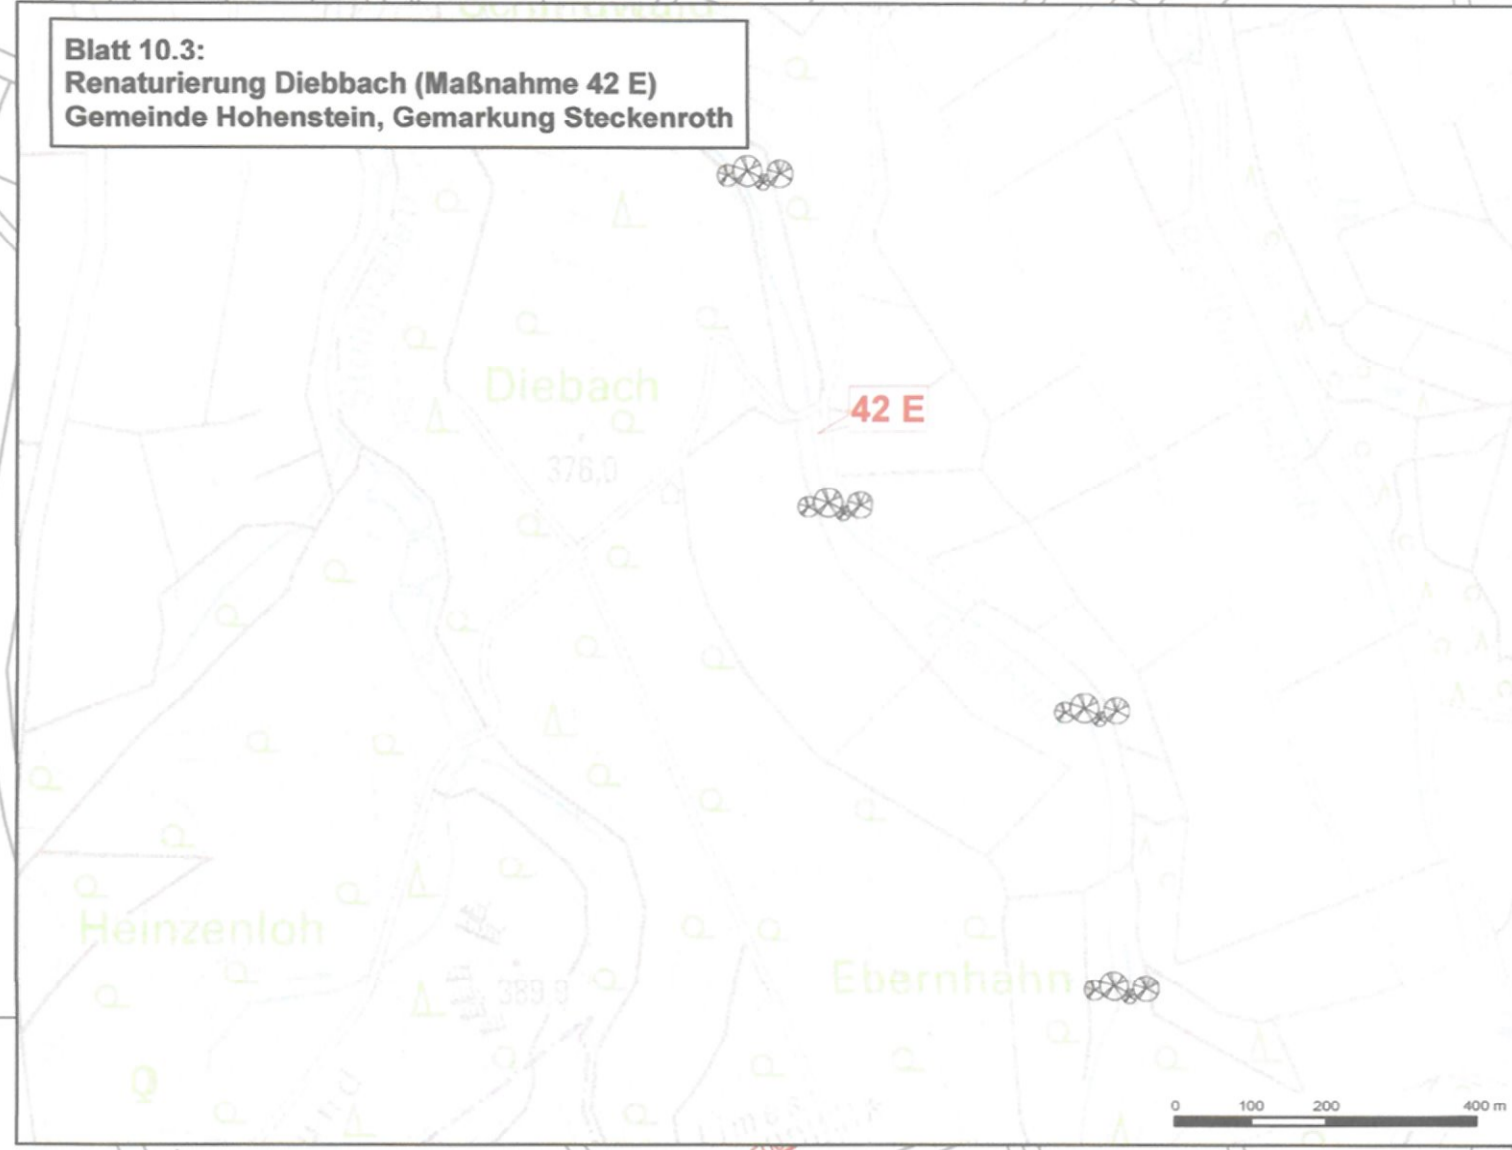 Blatt 10.3:
Renaturierung Diebbach (Maßnahme 42 E)
Gemeinde Hohenstein, Gemarkung Steckenroth
Diebach
42 E
376,0
Heinzenloh
389,9
Ebernhahn
0 100 200 400 m